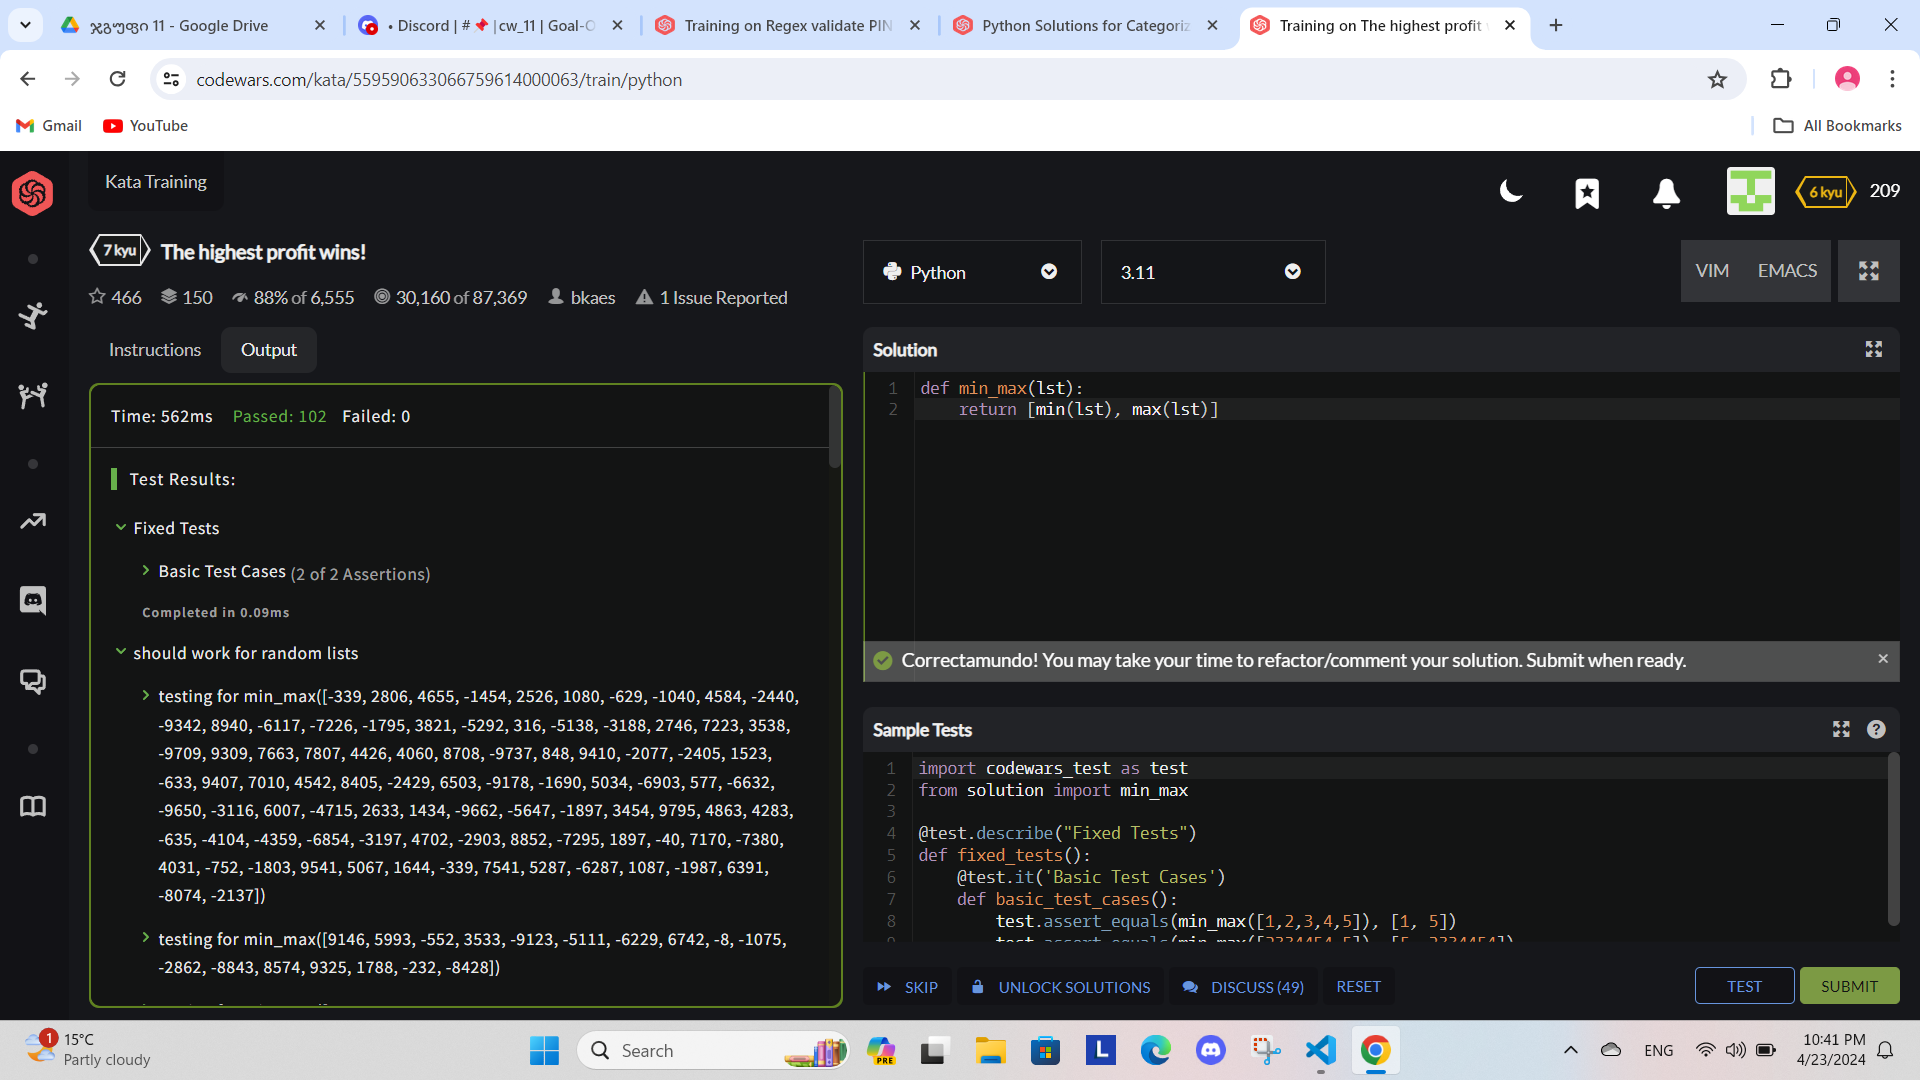 ჯგუფი 11 - Google Drive
• Discord | # 📌 | cw_11 | Goal-O
Training on Regex validate PIN
Python Solutions for Categoriz
Training on The highest profit
codewars.com/kata/559590633066759614000063/train/python
Gmail
YouTube
All Bookmarks
Kata Training
6 kyu
209
7 kyu
The highest profit wins!
466
150
88% of 6,555
30,160 of 87,369
bkaes
1 Issue Reported
Python
3.11
VIM
EMACS
Instructions
Output
Time: 562ms Passed: 102 Failed: 0
Test Results:
Fixed Tests
Basic Test Cases (2 of 2 Assertions)
Completed in 0.09ms
should work for random lists
testing for min_max([-339, 2806, 4655, -1454, 2526, 1080, -629, -1040, 4584, -2440,
-9342, 8940, -6117, -7226, -1795, 3821, -5292, 316, -5138, -3188, 2746, 7223, 3538,
-9709, 9309, 7663, 7807, 4426, 4060, 8708, -9737, 848, 9410, -2077, -2405, 1523,
-633, 9407, 7010, 4542, 8405, -2429, 6503, -9178, -1690, 5034, -6903, 577, -6632,
-9650, -3116, 6007, -4715, 2633, 1434, -9662, -5647, -1897, 3454, 9795, 4863, 4283,
-635, -4104, -4359, -6854, -3197, 4702, -2903, 8852, -7295, 1897, -40, 7170, -7380,
4031, -752, -1803, 9541, 5067, 1644, -339, 7541, 5287, -6287, 1087, -1987, 6391,
-8074, -2137])
testing for min_max([9146, 5993, -552, 3533, -9123, -5111, -6229, 6742, -8, -1075,
-2862, -8843, 8574, 9325, 1788, -232, -8428])
Solution
1 def min_max(lst):
2 return [min(lst), max(lst)]
Correctamundo! You may take your time to refactor/comment your solution. Submit when ready.
Sample Tests
1 import codewars_test as test
2 from solution import min_max
3
4 @test.describe("Fixed Tests")
5 def fixed_tests():
6 @test.it('Basic Test Cases')
7 def basic_test_cases():
8 test.assert_equals(min_max([1,2,3,4,5]), [1, 5])
9 test.assert_equals(min_max([2334454,5]), [5, 2334454])
SKIP
UNLOCK SOLUTIONS
DISCUSS (49)
RESET
TEST
SUBMIT
1
15°C
Partly cloudy
Search
PRE
L
ENG
10:41 PM
4/23/2024